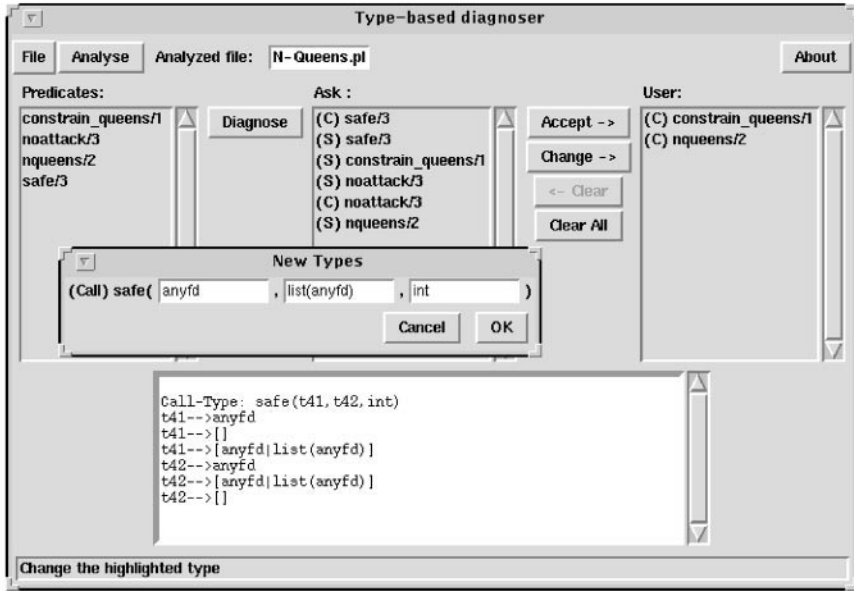 Type-based diagnoser
File Analyse Analyzed file: N-Queens.pl About
Predicates: Ask : User:
constrain_queens/1
noattack/3
nqueens/2
safe/3
Diagnose
(C) safe/3
(S) safe/3
(S) constrain_queens/1
(S) noattack/3
(C) noattack/3
(S) nqueens/2
Accept ->
Change ->
<- Clear
Clear All
(C) constrain_queens/1
(C) nqueens/2
New Types
(Call) safe( anyfd , list(anyfd) , int )
Cancel OK
Call-Type: safe(t41,t42,int)
t41-->anyfd
t41-->[]
t41-->[anyfd|list(anyfd)]
t42-->anyfd
t42-->[anyfd|list(anyfd)]
t42-->[]
Change the highlighted type